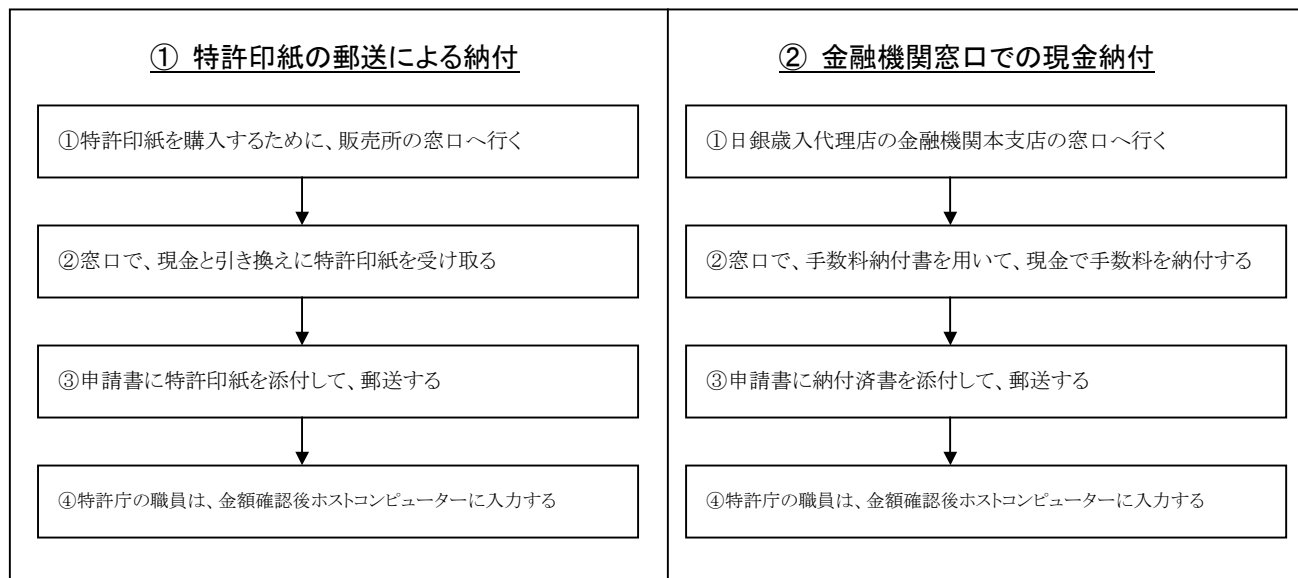 ① 特許印紙の郵送による納付
①特許印紙を購入するために、販売所の窓口へ行く
②窓口で、現金と引き換えに特許印紙を受け取る
③申請書に特許印紙を添付して、郵送する
④特許庁の職員は、金額確認後ホストコンピューターに入力する
② 金融機関窓口での現金納付
①日銀歳入代理店の金融機関本支店の窓口へ行く
②窓口で、手数料納付書を用いて、現金で手数料を納付する
③申請書に納付済書を添付して、郵送する
④特許庁の職員は、金額確認後ホストコンピューターに入力する